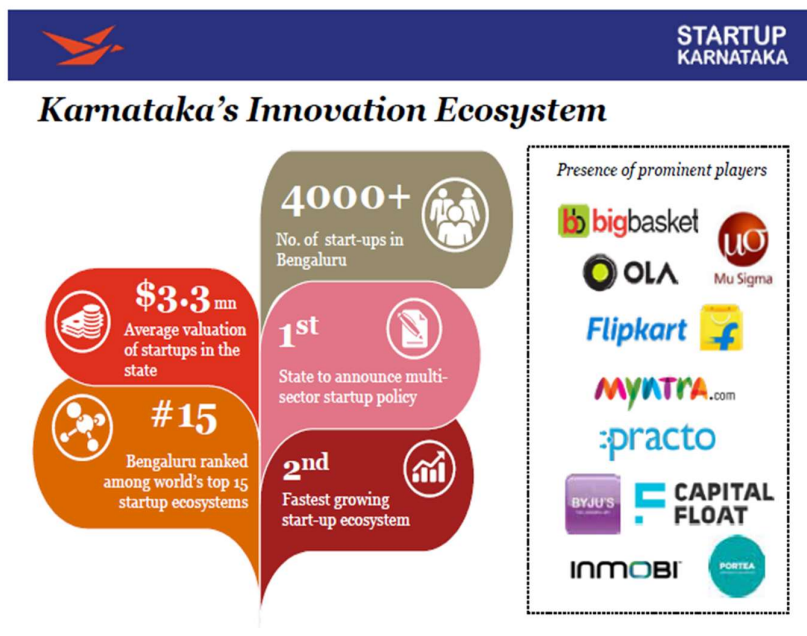 STARTUP
KARNATAKA
Karnataka's Innovation Ecosystem
4000+
No. of start-ups in
Bengaluru
$3.3 mn
Average valuation
of startups in the
state
1st
State to announce multi-
sector startup policy
#15
Bengaluru ranked
among world's top 15
startup ecosystems
2nd
Fastest growing
start-up ecosystem
Presence of prominent players
bb bigbasket
μσ
Mu Sigma
OLA
Flipkart
f
myntra.com
:practo
BYJU'S
CAPITAL
FLOAT
INMOBI
PORTEA